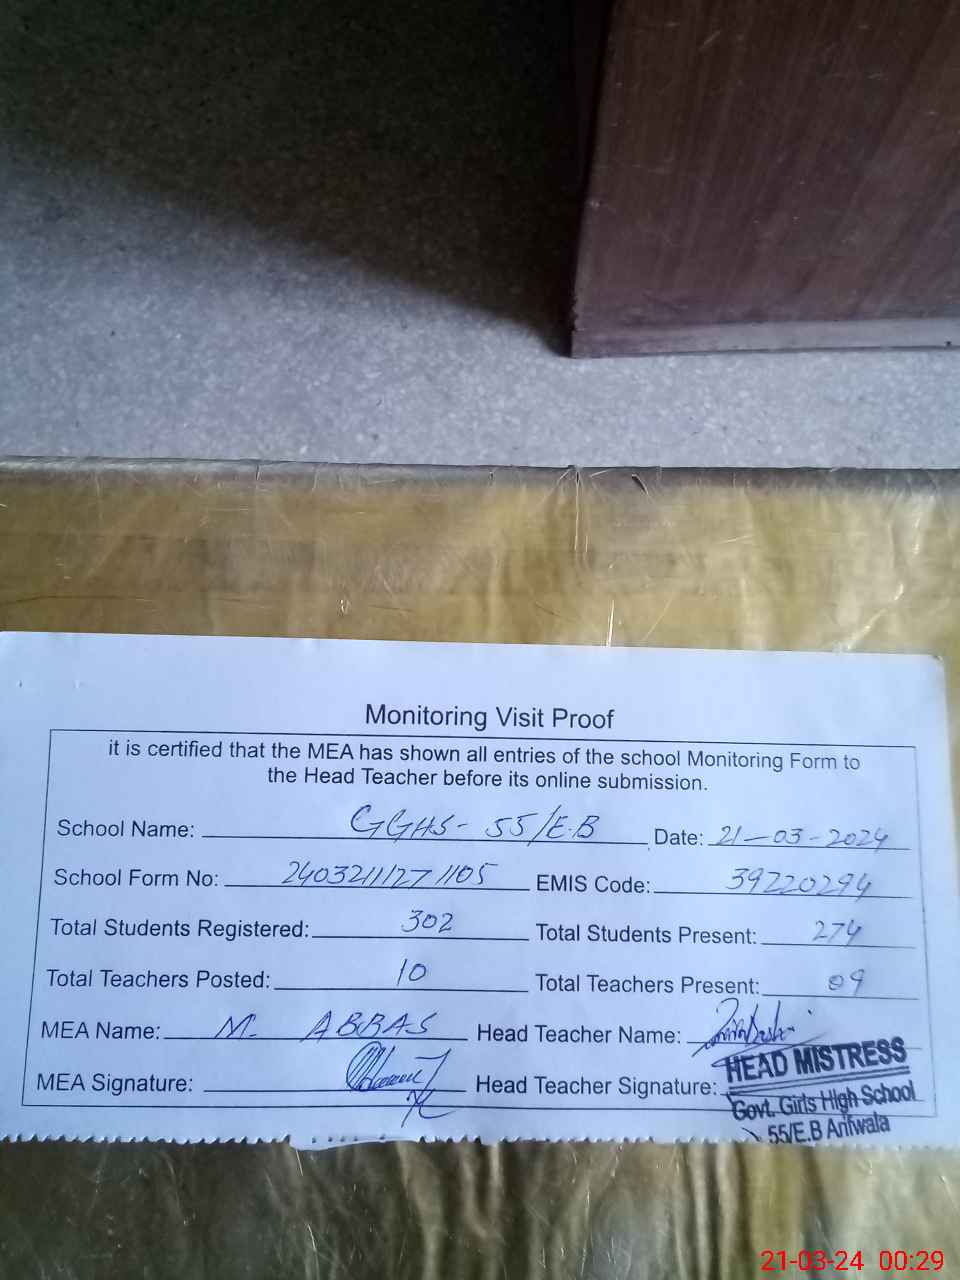 Monitoring Visit Proof
it is certified that the MEA has shown all entries of the school Monitoring Form to
the Head Teacher before its online submission.
School Name: GGHS - 55/E.B Date: 21-03-2024
School Form No: 24032111271105 EMIS Code: 39220294
Total Students Registered: 302 Total Students Present: 274
Total Teachers Posted: 10 Total Teachers Present: 09
MEA Name: M. ABBAS Head Teacher Name:
MEA Signature: Head Teacher Signature:
HEAD MISTRESS
Govt. Girls High School
55/E.B Arifwala
21-03-24 00:29